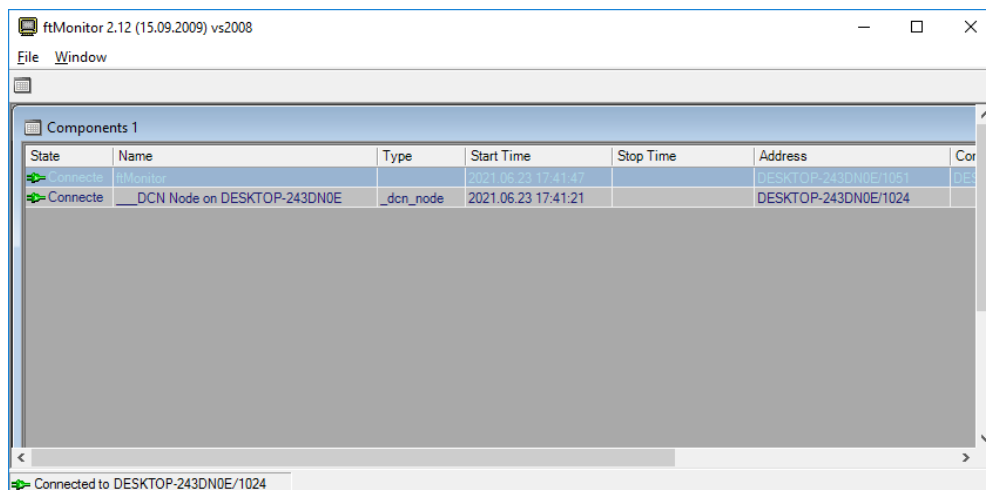 ftMonitor 2.12 (15.09.2009) vs2008
File Window
Components 1
State Name Type Start Time Stop Time Address Cor
Connecte ftMonitor 2021.06.23 17:41:47 DESKTOP-243DN0E/1051 DES
Connecte ___DCN Node on DESKTOP-243DN0E _dcn_node 2021.06.23 17:41:21 DESKTOP-243DN0E/1024
Connected to DESKTOP-243DN0E/1024